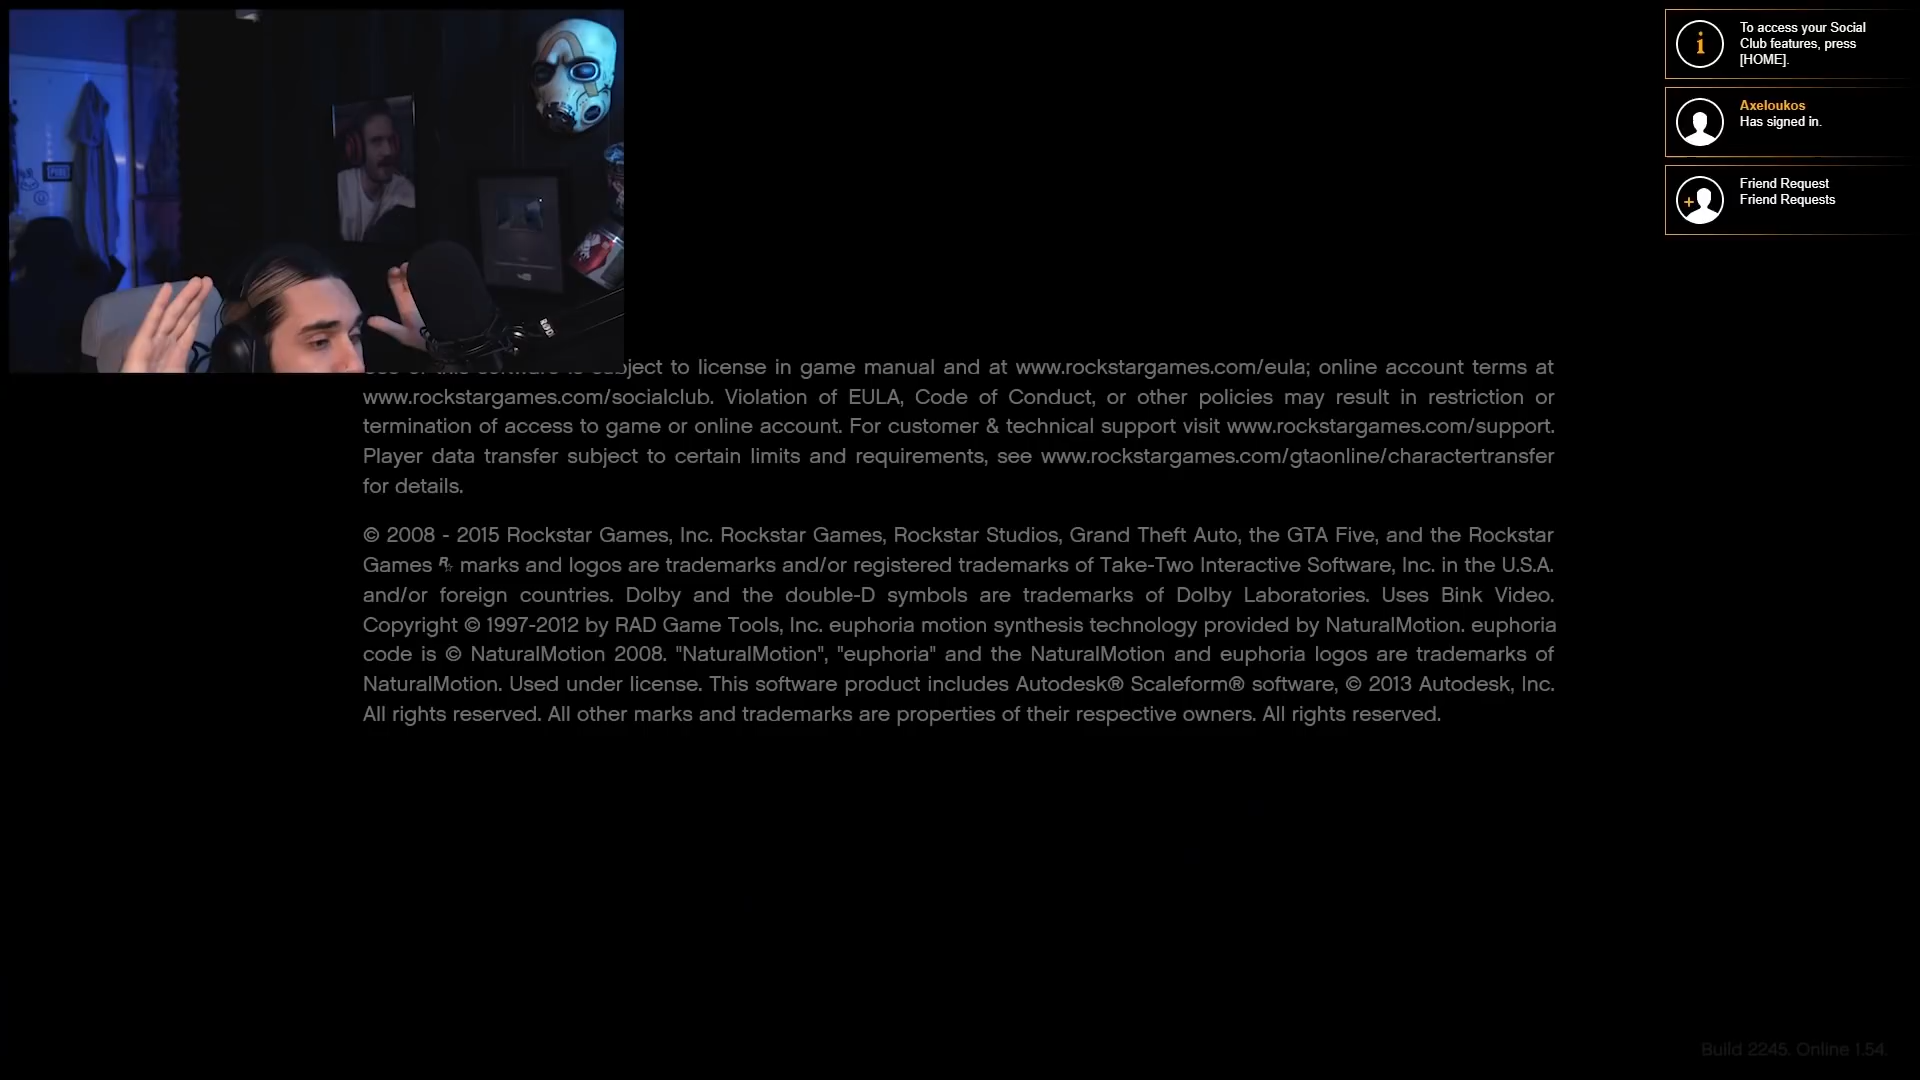 To access your Social
Club features, press
[HOME].
Axeloukos
Has signed in.
Friend Request
Friend Requests
subject to license in game manual and at www.rockstargames.com/eula; online account terms at
www.rockstargames.com/socialclub. Violation of EULA, Code of Conduct, or other policies may result in restriction or
termination of access to game or online account. For customer & technical support visit www.rockstargames.com/support.
Player data transfer subject to certain limits and requirements, see www.rockstargames.com/gtaonline/charactertransfer
for details.
© 2008 - 2015 Rockstar Games, Inc. Rockstar Games, Rockstar Studios, Grand Theft Auto, the GTA Five, and the Rockstar
Games R* marks and logos are trademarks and/or registered trademarks of Take-Two Interactive Software, Inc. in the U.S.A.
and/or foreign countries. Dolby and the double-D symbols are trademarks of Dolby Laboratories. Uses Bink Video.
Copyright © 1997-2012 by RAD Game Tools, Inc. euphoria motion synthesis technology provided by NaturalMotion. euphoria
code is © NaturalMotion 2008. "NaturalMotion", "euphoria" and the NaturalMotion and euphoria logos are trademarks of
NaturalMotion. Used under license. This software product includes Autodesk® Scaleform® software, © 2013 Autodesk, Inc.
All rights reserved. All other marks and trademarks are properties of their respective owners. All rights reserved.
Build 2245. Online 1.54.